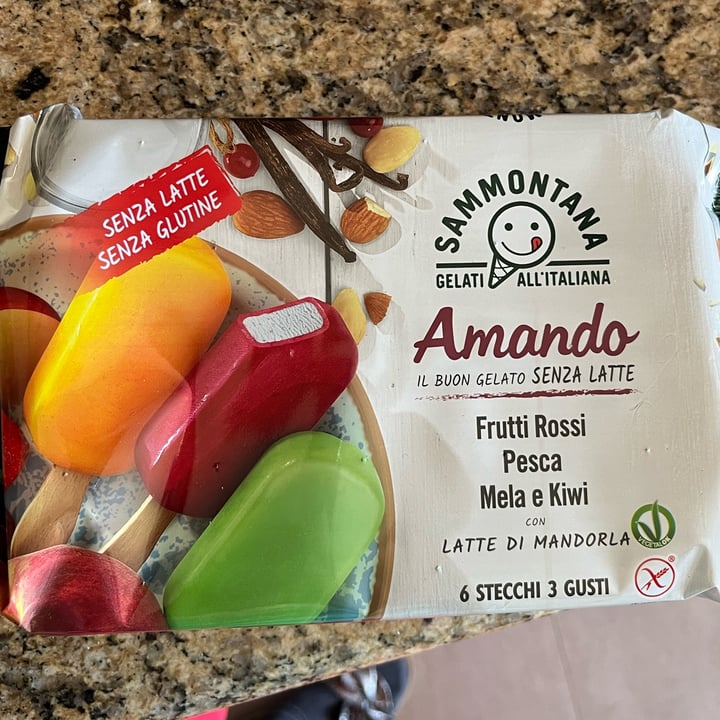 SENZA LATTE
SENZA GLUTINE
SAMMONTANA
GELATI ALL'ITALIANA
Amando
IL BUON GELATO SENZA LATTE
Frutti Rossi
Pesca
Mela e Kiwi
CON
LATTE DI MANDORLA
VEGETALOK
6 STECCHI 3 GUSTI